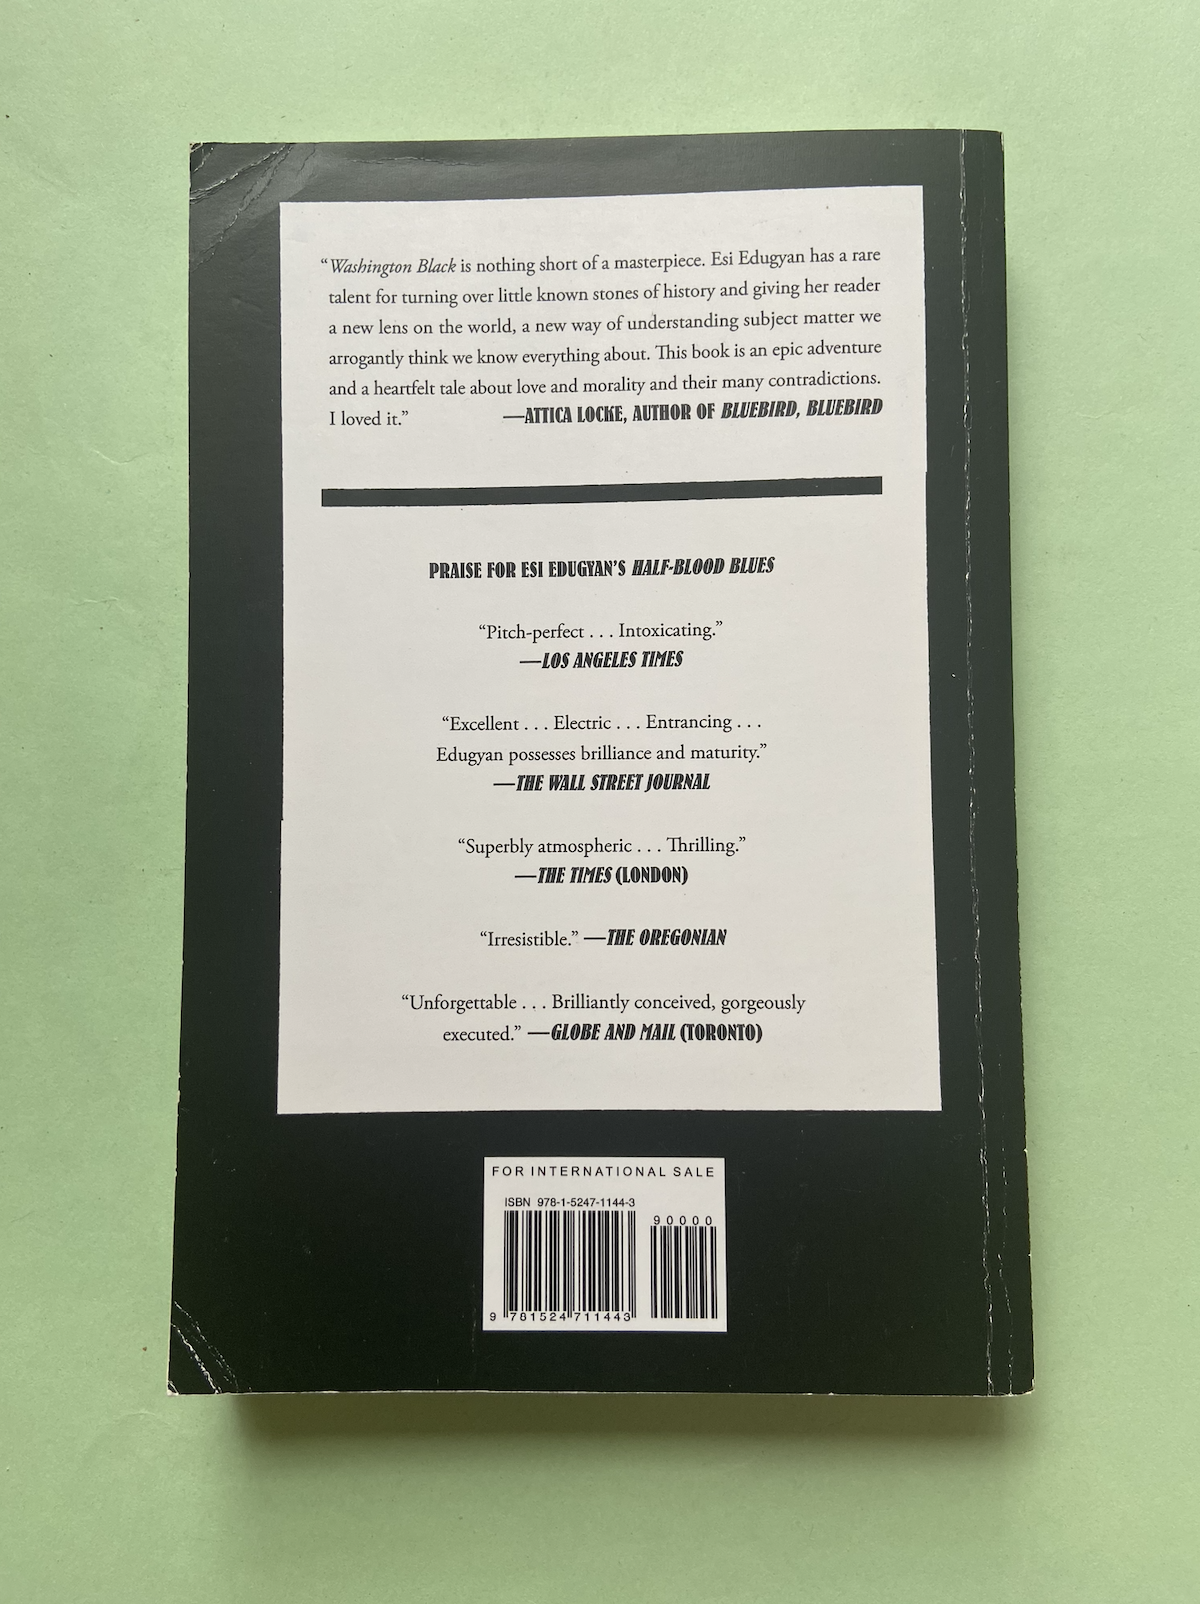 “Washington Black is nothing short of a masterpiece. Esi Edugyan has a rare
talent for turning over little known stones of history and giving her reader
a new lens on the world, a new way of understanding subject matter we
arrogantly think we know everything about. This book is an epic adventure
and a heartfelt tale about love and morality and their many contradictions.
I loved it.” —ATTICA LOCKE, AUTHOR OF BLUEBIRD, BLUEBIRD
PRAISE FOR ESI EDUGYAN’S HALF-BLOOD BLUES
“Pitch-perfect . . . Intoxicating.”
—LOS ANGELES TIMES
“Excellent . . . Electric . . . Entrancing . . .
Edugyan possesses brilliance and maturity.”
—THE WALL STREET JOURNAL
“Superbly atmospheric . . . Thrilling.”
—THE TIMES (LONDON)
“Irresistible.” —THE OREGONIAN
“Unforgettable . . . Brilliantly conceived, gorgeously
executed.” —GLOBE AND MAIL (TORONTO)
FOR INTERNATIONAL SALE
ISBN 978-1-5247-1144-3
90000
9 781524 711443